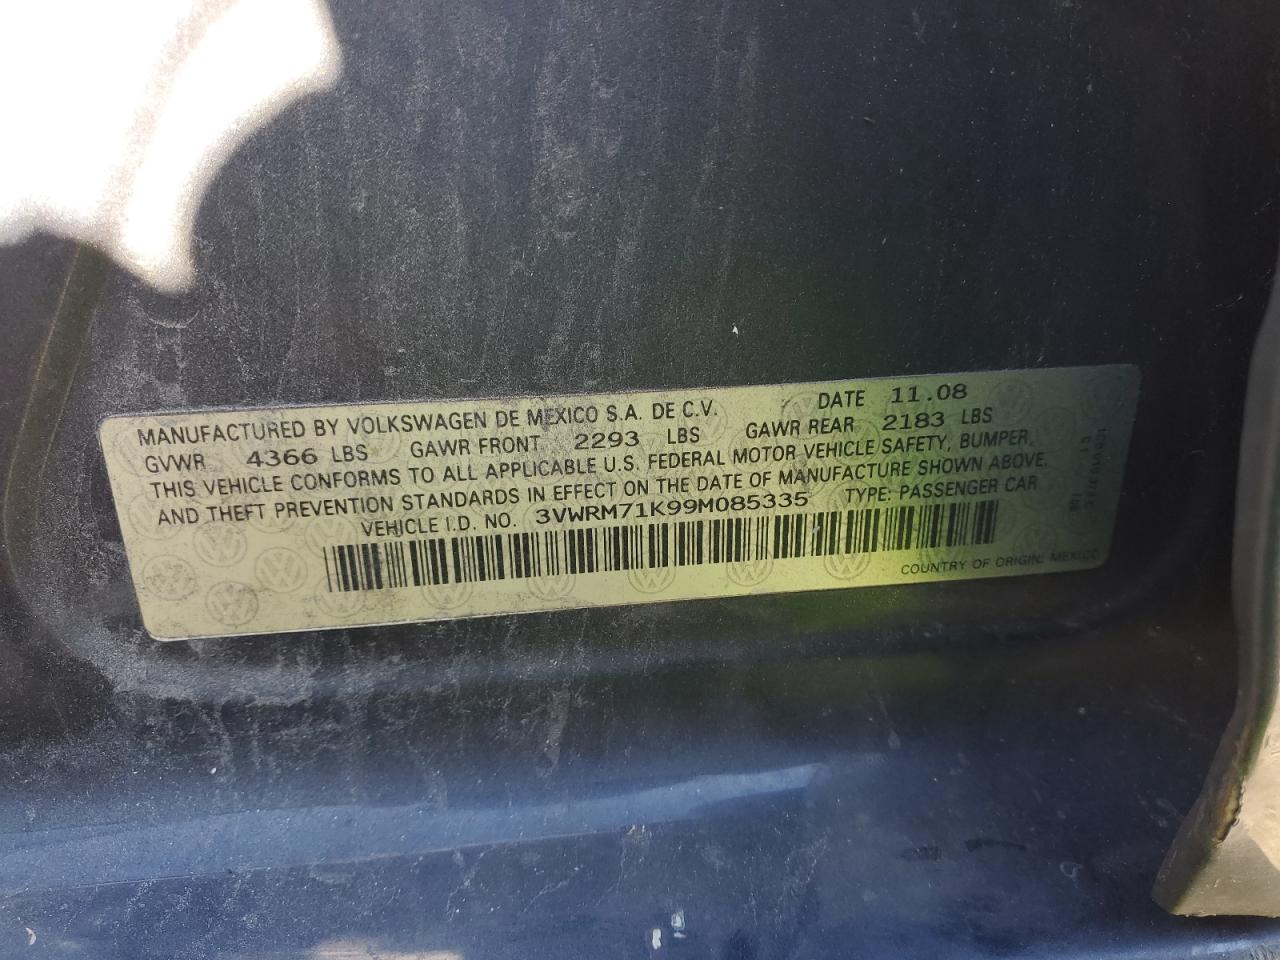 MANUFACTURED BY VOLKSWAGEN DE MEXICO S.A. DE C.V. DATE 11.08
GVWR 4366 LBS GAWR FRONT 2293 LBS GAWR REAR 2183 LBS
THIS VEHICLE CONFORMS TO ALL APPLICABLE U.S. FEDERAL MOTOR VEHICLE SAFETY, BUMPER,
AND THEFT PREVENTION STANDARDS IN EFFECT ON THE DATE OF MANUFACTURE SHOWN ABOVE.
VEHICLE I.D. NO. 3VWRM71K99M085335 TYPE: PASSENGER CAR
COUNTRY OF ORIGIN: MEXICO